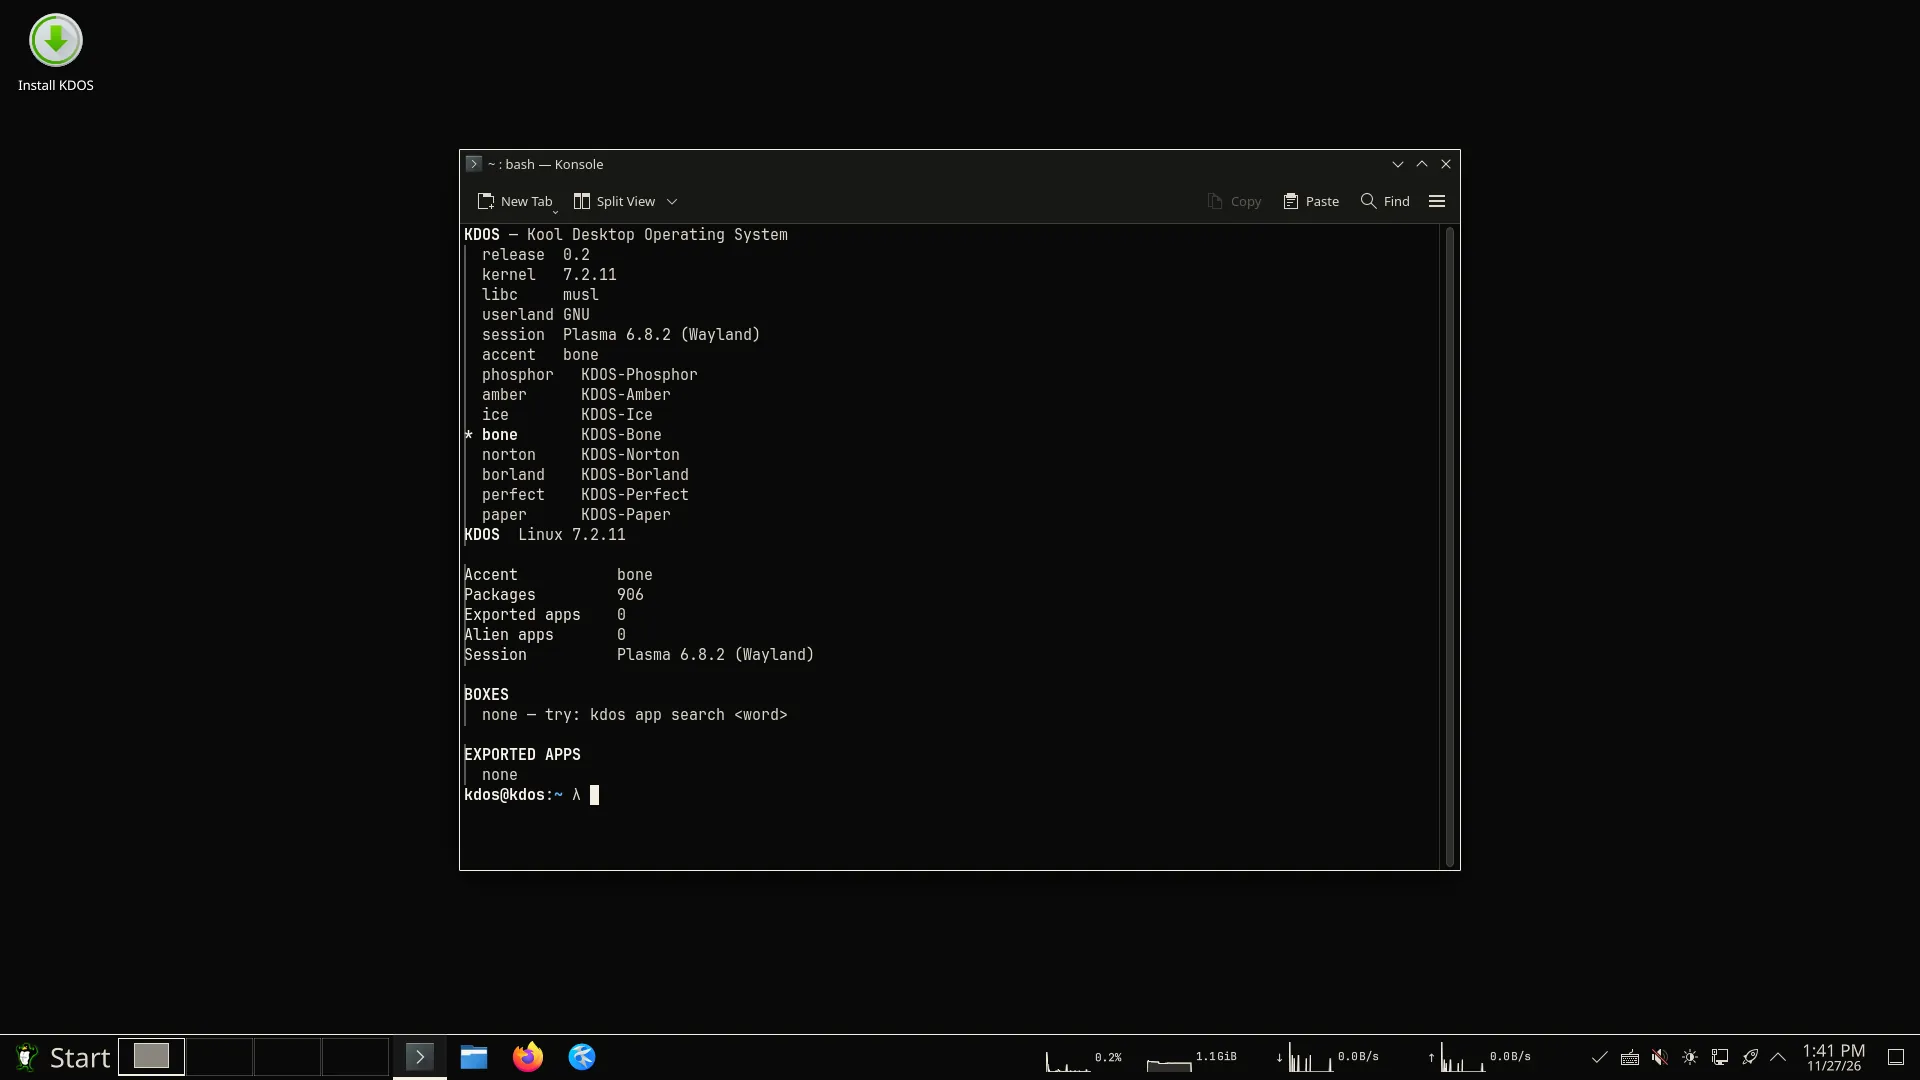 Install KDOS
~ : bash — Konsole
New Tab
Split View
Copy
Paste
Find
KDOS — Kool Desktop Operating System
release 0.2
kernel 7.2.11
libc musl
userland GNU
session Plasma 6.8.2 (Wayland)
accent bone
phosphor KDOS-Phosphor
amber KDOS-Amber
ice KDOS-Ice
* bone KDOS-Bone
norton KDOS-Norton
borland KDOS-Borland
perfect KDOS-Perfect
paper KDOS-Paper
KDOS Linux 7.2.11
Accent bone
Packages 906
Exported apps 0
Alien apps 0
Session Plasma 6.8.2 (Wayland)
BOXES
none — try: kdos app search <word>
EXPORTED APPS
none
kdos@kdos:~ λ
Start
0.2%
1.1GiB
↓
0.0B/s
↑
0.0B/s
1:41 PM
11/27/26